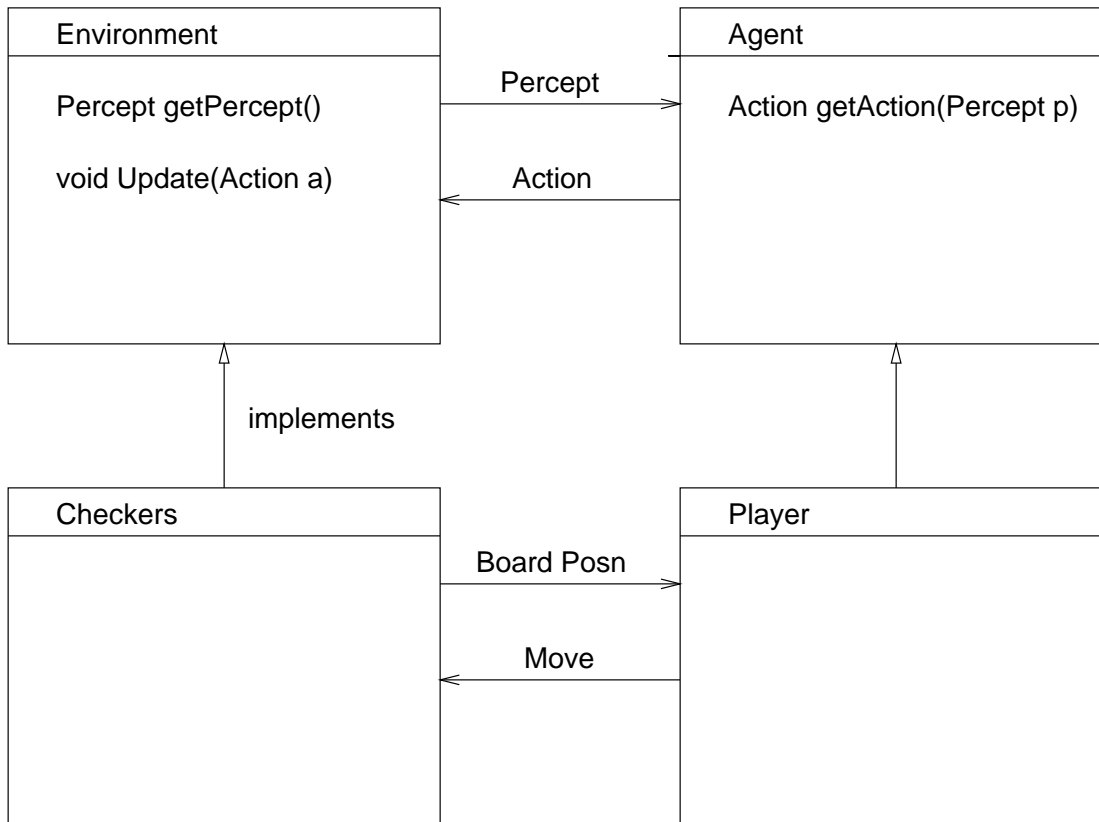 Environment
Agent
Percept getPercept()
Percept
Action getAction(Percept p)
void Update(Action a)
Action
implements
Checkers
Player
Board Posn
Move